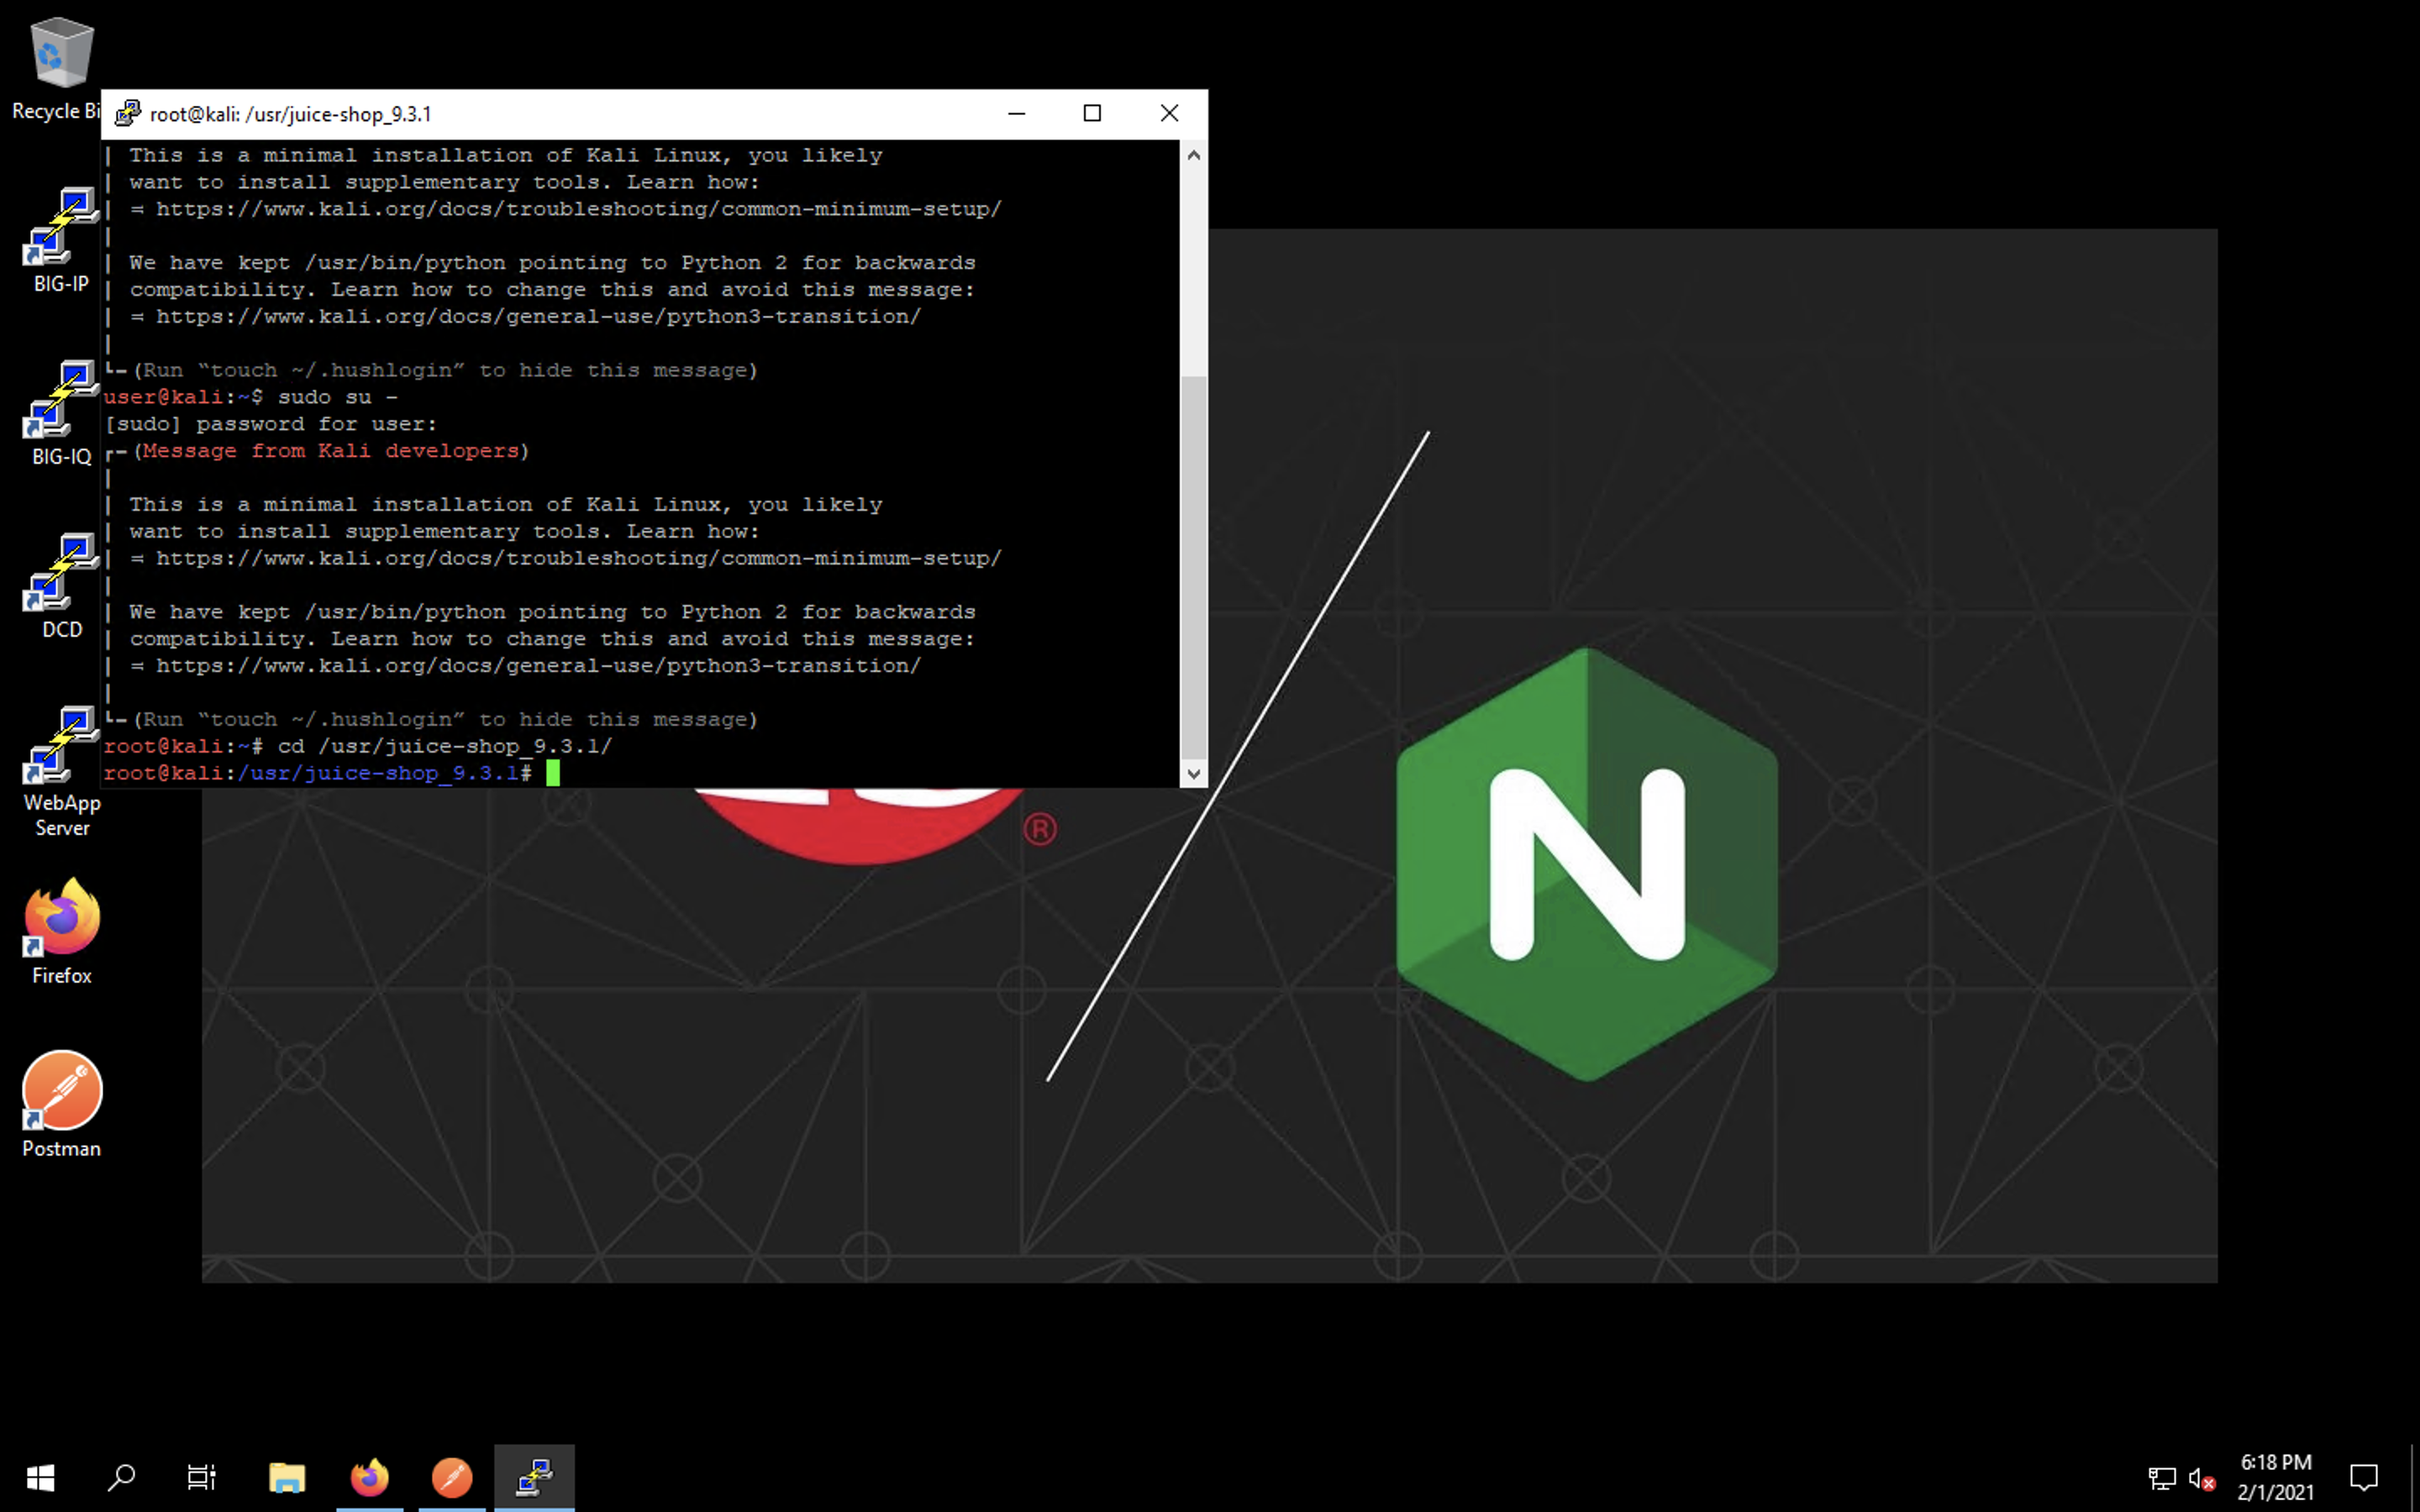 Recycle Bi
BIG-IP
BIG-IQ
DCD
WebApp
Server
Firefox
Postman
root@kali: /usr/juice-shop_9.3.1
| This is a minimal installation of Kali Linux, you likely
| want to install supplementary tools. Learn how:
| ⇒ https://www.kali.org/docs/troubleshooting/common-minimum-setup/
|
| We have kept /usr/bin/python pointing to Python 2 for backwards
| compatibility. Learn how to change this and avoid this message:
| ⇒ https://www.kali.org/docs/general-use/python3-transition/
|
└─(Run “touch ~/.hushlogin” to hide this message)
user@kali:~$ sudo su -
[sudo] password for user:
┌─(Message from Kali developers)
|
| This is a minimal installation of Kali Linux, you likely
| want to install supplementary tools. Learn how:
| ⇒ https://www.kali.org/docs/troubleshooting/common-minimum-setup/
|
| We have kept /usr/bin/python pointing to Python 2 for backwards
| compatibility. Learn how to change this and avoid this message:
| ⇒ https://www.kali.org/docs/general-use/python3-transition/
|
└─(Run “touch ~/.hushlogin” to hide this message)
root@kali:~# cd /usr/juice-shop_9.3.1/
root@kali:/usr/juice-shop_9.3.1#
®
N
6:18 PM
2/1/2021